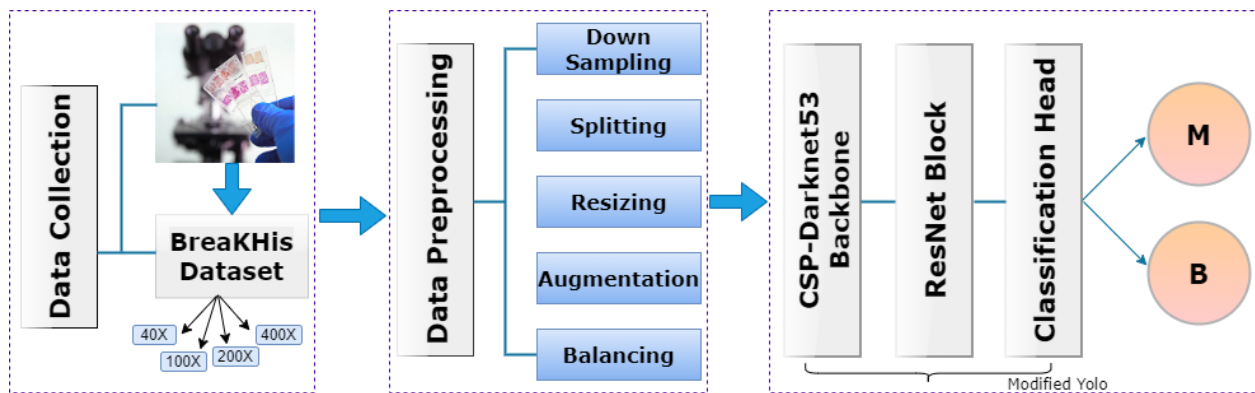 Data Collection
BreaKHis
Dataset
40X
100X
200X
400X
Data Preprocessing
Down
Sampling
Splitting
Resizing
Augmentation
Balancing
CSP-Darknet53
Backbone
ResNet Block
Classification Head
Modified Yolo
M
B